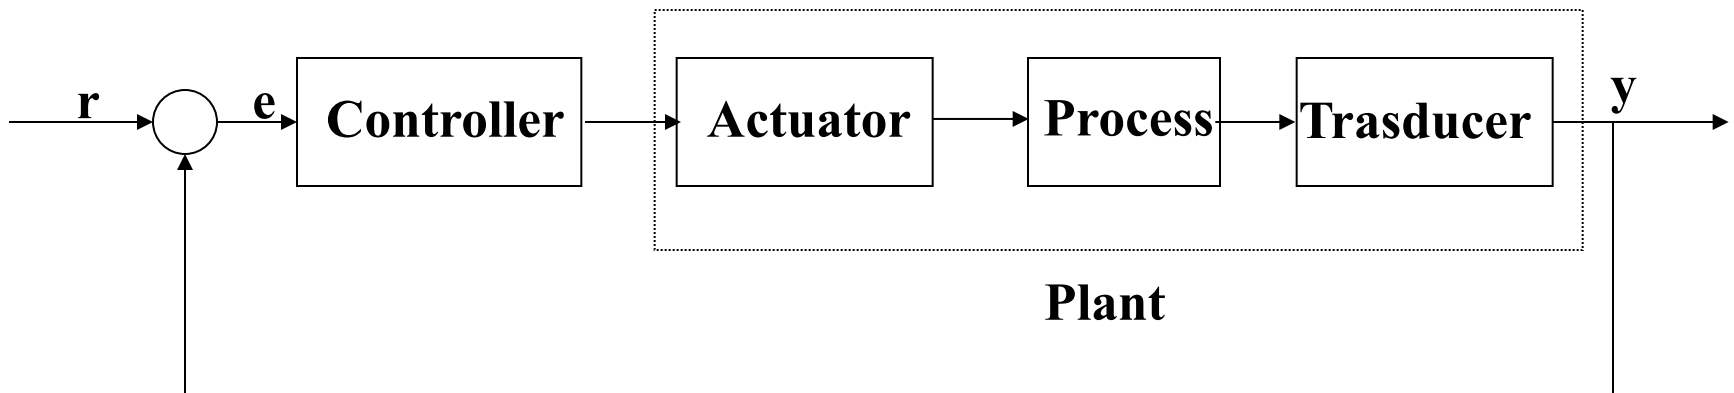 r
e
Controller
Actuator
Process
Trasducer
y
Plant